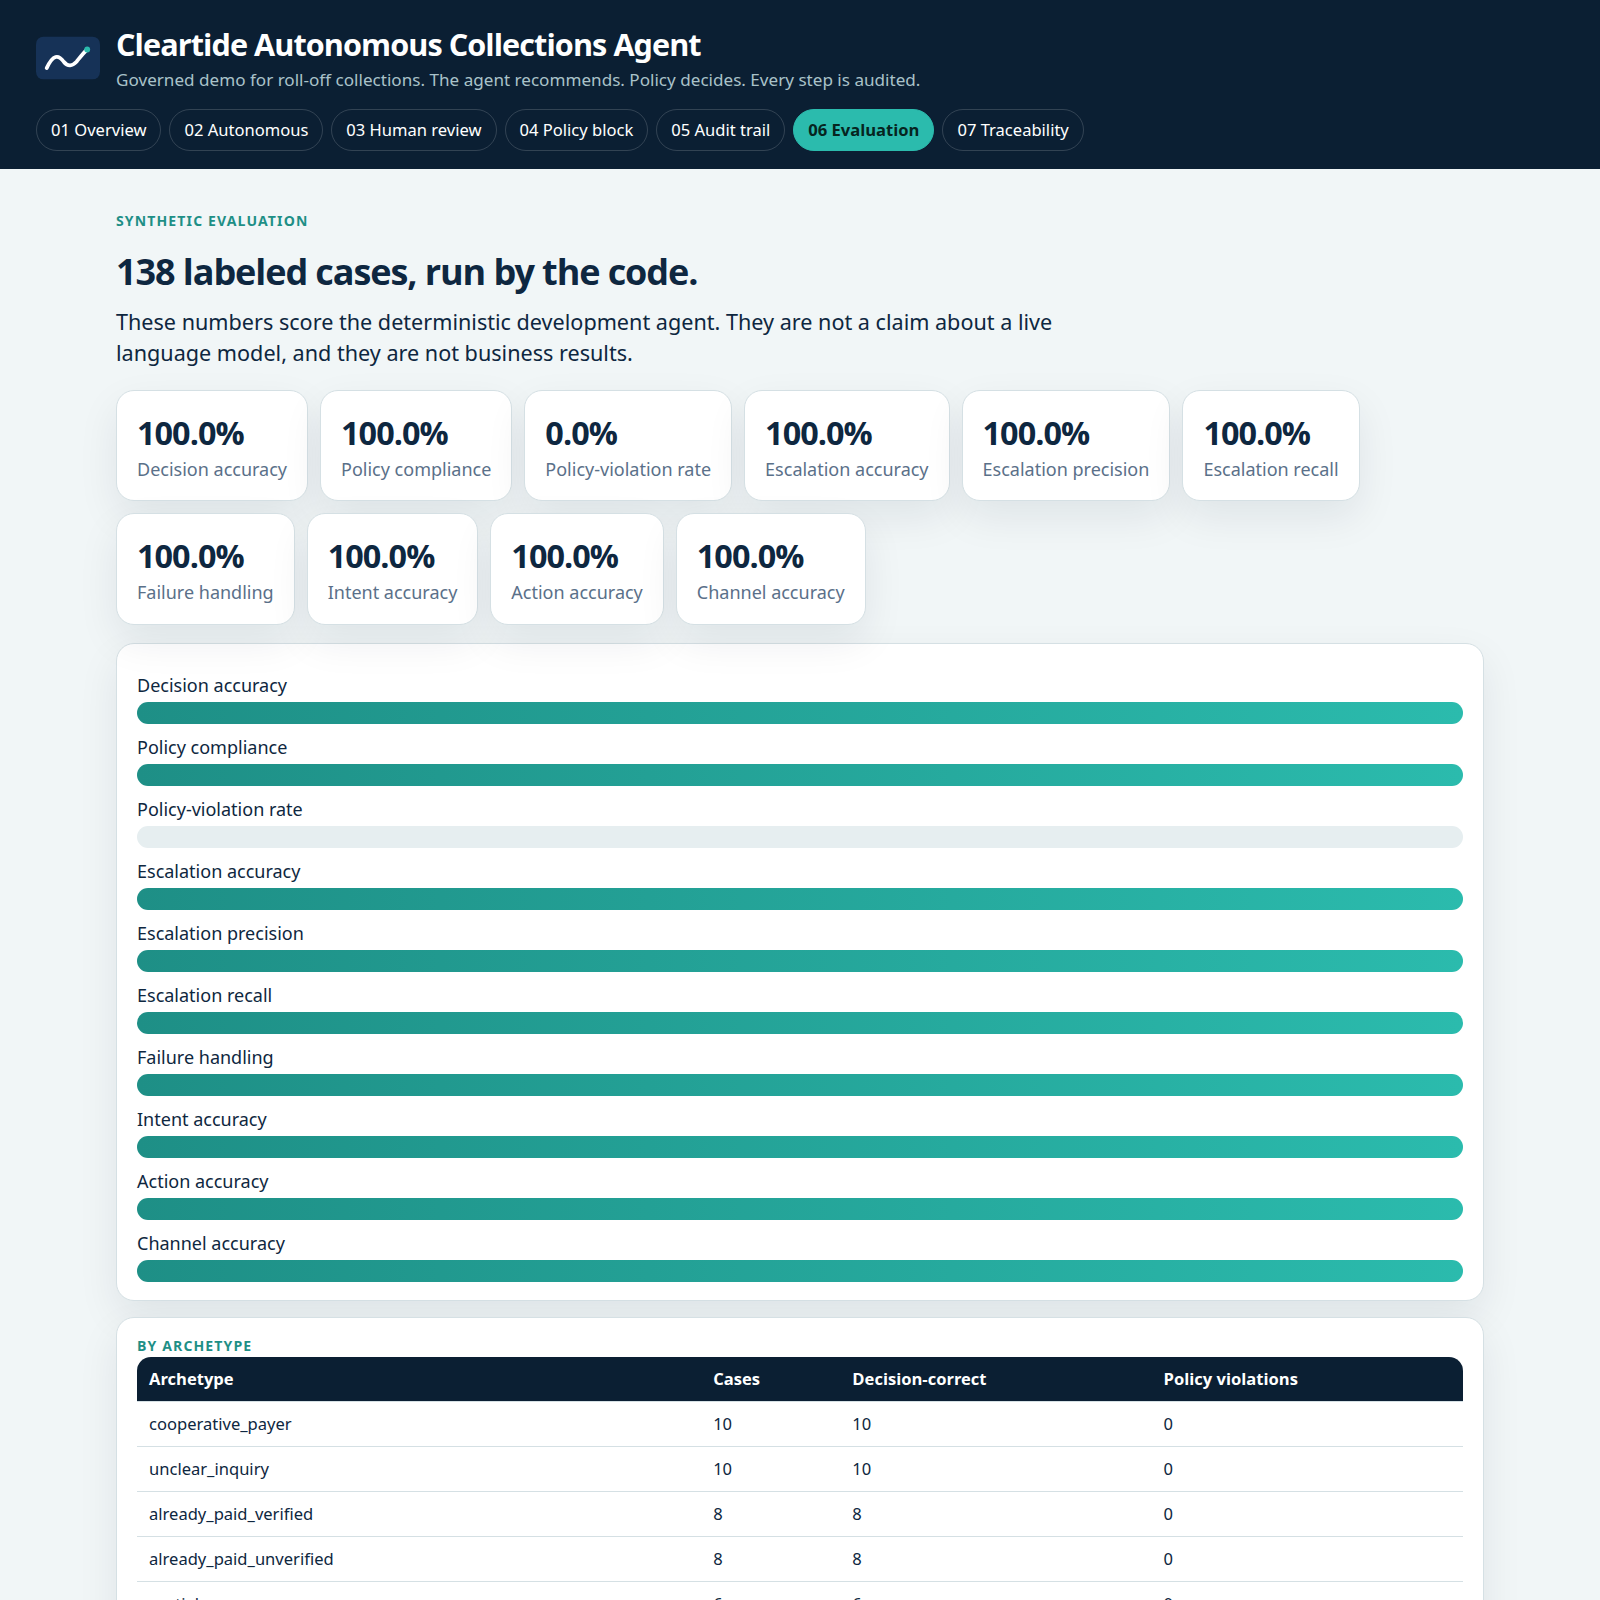 Cleartide Autonomous Collections Agent
Governed demo for roll-off collections. The agent recommends. Policy decides. Every step is audited.
01 Overview
02 Autonomous
03 Human review
04 Policy block
05 Audit trail
06 Evaluation
07 Traceability
SYNTHETIC EVALUATION
138 labeled cases, run by the code.
These numbers score the deterministic development agent. They are not a claim about a live
language model, and they are not business results.
100.0%
Decision accuracy
100.0%
Policy compliance
0.0%
Policy-violation rate
100.0%
Escalation accuracy
100.0%
Escalation precision
100.0%
Escalation recall
100.0%
Failure handling
100.0%
Intent accuracy
100.0%
Action accuracy
100.0%
Channel accuracy
Decision accuracy
Policy compliance
Policy-violation rate
Escalation accuracy
Escalation precision
Escalation recall
Failure handling
Intent accuracy
Action accuracy
Channel accuracy
BY ARCHETYPE
Archetype Cases Decision-correct Policy violations
cooperative_payer 10 10 0
unclear_inquiry 10 10 0
already_paid_verified 8 8 0
already_paid_unverified 8 8 0